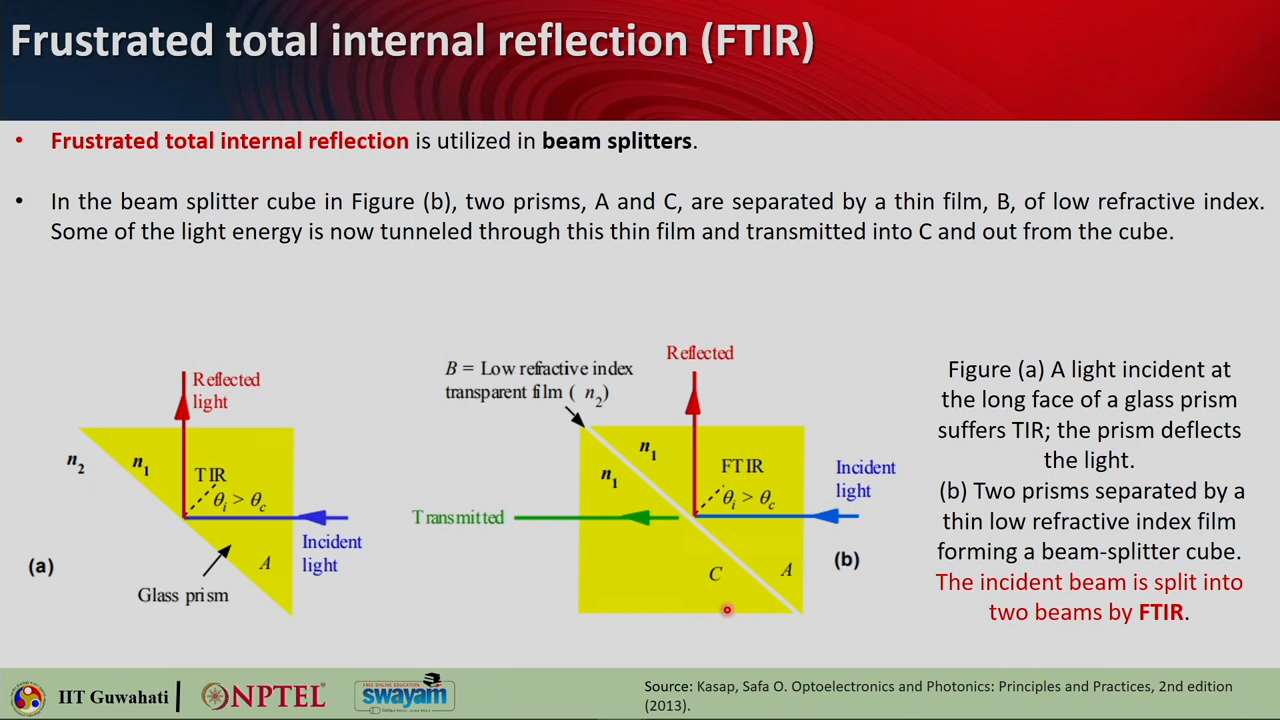 Frustrated total internal reflection (FTIR)
• Frustrated total internal reflection is utilized in beam splitters.
• In the beam splitter cube in Figure (b), two prisms, A and C, are separated by a thin film, B, of low refractive index.
Some of the light energy is now tunneled through this thin film and transmitted into C and out from the cube.
Reflected
light
n2
n1
TIR
θi > θc
Incident
light
A
Glass prism
(a)
B = Low refractive index
transparent film ( n2)
Reflected
n1
n1
FTIR
θi > θc
Incident
light
Transmitted
C
A
(b)
Figure (a) A light incident at
the long face of a glass prism
suffers TIR; the prism deflects
the light.
(b) Two prisms separated by a
thin low refractive index film
forming a beam-splitter cube.
The incident beam is split into
two beams by FTIR.
IIT Guwahati
NPTEL
FREE ONLINE EDUCATION
swayam
Source: Kasap, Safa O. Optoelectronics and Photonics: Principles and Practices, 2nd edition
(2013).